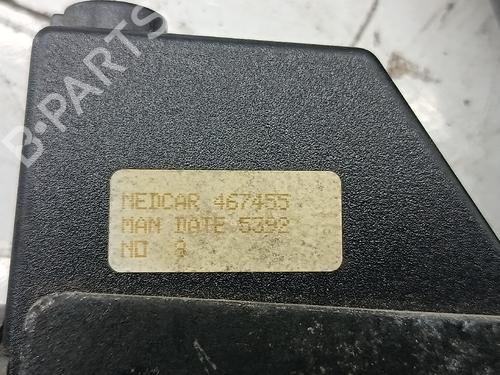 B-PARTS
NEDCAR 467455
MAN DATE 5392
NO 8